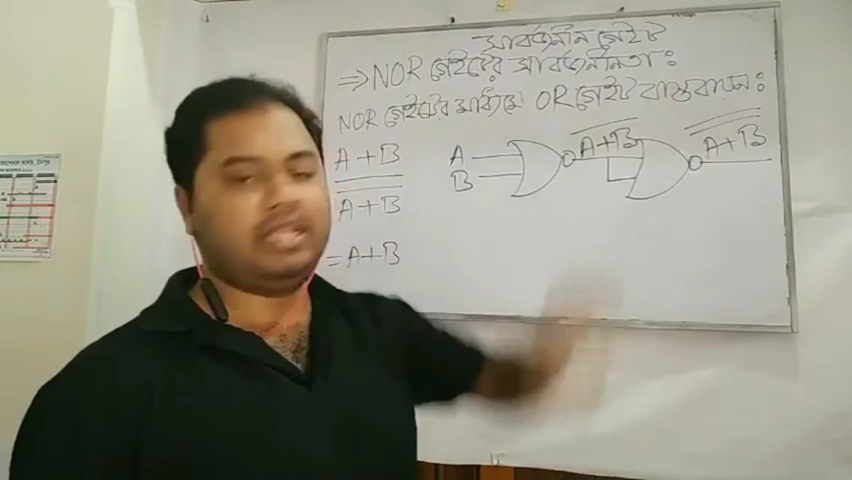 সার্বজনীন গেইট
⇒ NOR গেইটের সার্বজনীনতা:
NOR গেইটের মাধ্যমে OR গেইট বাস্তবায়ন:
A+B
A+B
= A+B
A
B
A+B
A+B